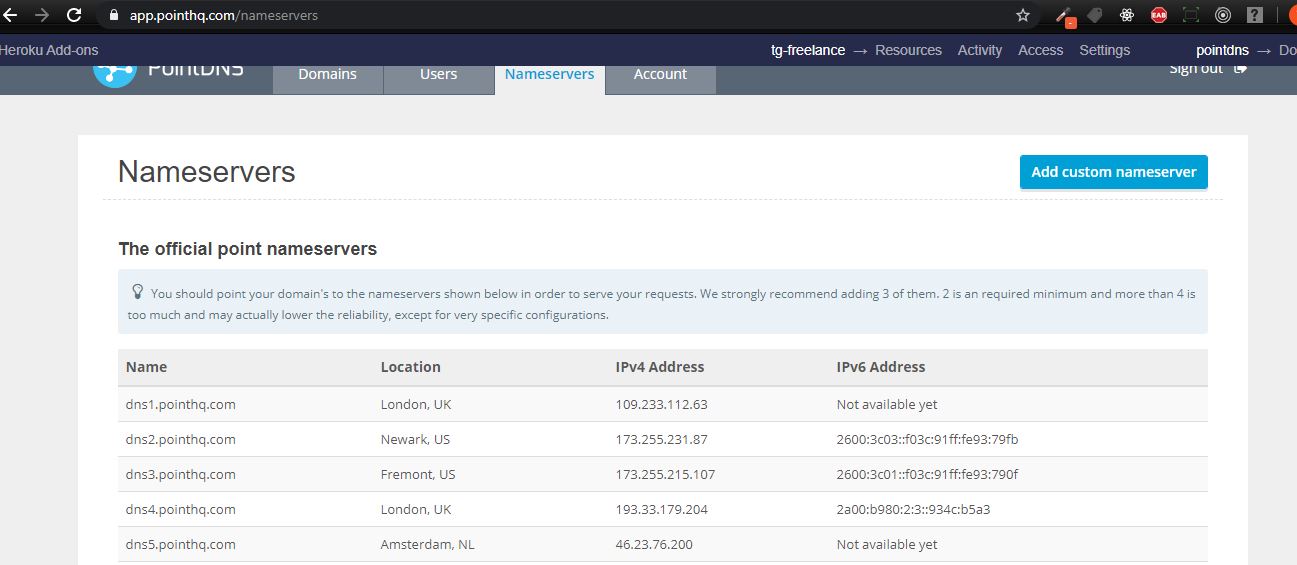 app.pointhq.com/nameservers
Heroku Add-ons tg-freelance → Resources Activity Access Settings pointdns → Do
PointDNS Domains Users Nameservers Account Sign out
Nameservers Add custom nameserver
The official point nameservers
You should point your domain's to the nameservers shown below in order to serve your requests. We strongly recommend adding 3 of them. 2 is an required minimum and more than 4 is
too much and may actually lower the reliability, except for very specific configurations.
Name Location IPv4 Address IPv6 Address
dns1.pointhq.com London, UK 109.233.112.63 Not available yet
dns2.pointhq.com Newark, US 173.255.231.87 2600:3c03::f03c:91ff:fe93:79fb
dns3.pointhq.com Fremont, US 173.255.215.107 2600:3c01::f03c:91ff:fe93:790f
dns4.pointhq.com London, UK 193.33.179.204 2a00:b980:2:3::934c:b5a3
dns5.pointhq.com Amsterdam, NL 46.23.76.200 Not available yet